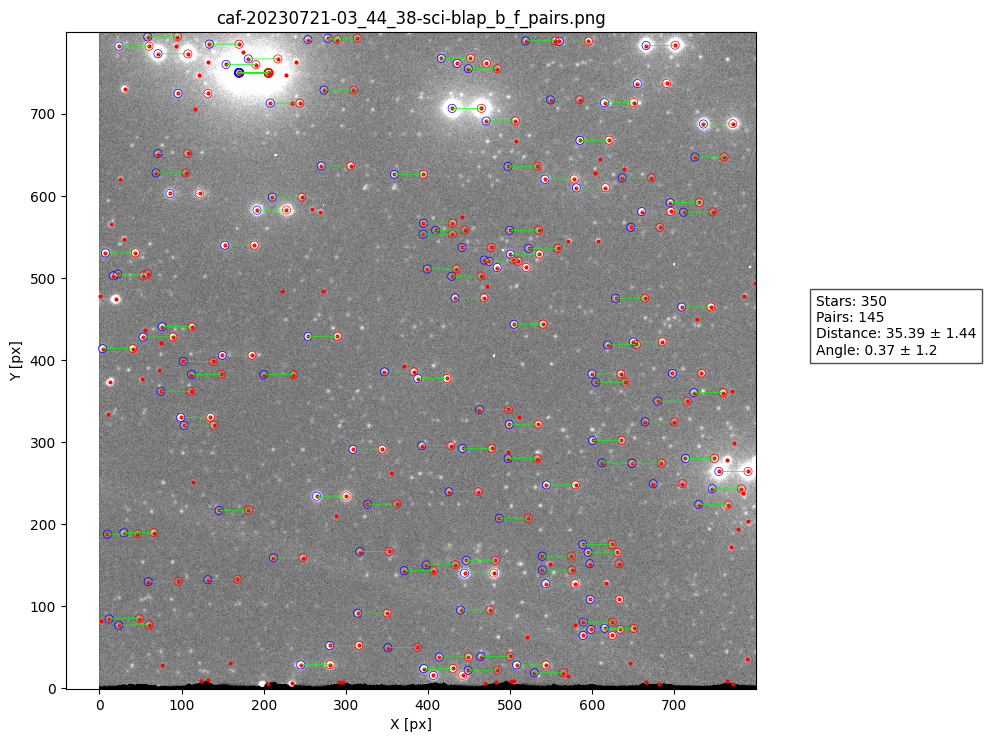 caf-20230721-03_44_38-sci-blap_b_f_pairs.png
700
600
500
400
300
200
100
0
Y [px]
0 100 200 300 400 500 600 700
X [px]
Stars: 350
Pairs: 145
Distance: 35.39 ± 1.44
Angle: 0.37 ± 1.2